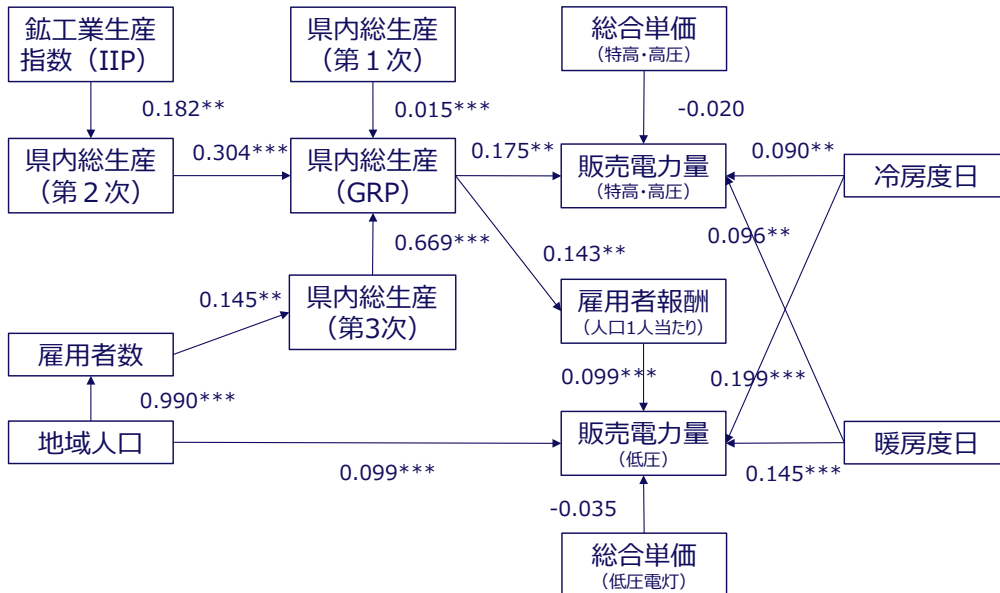 鉱工業生産
指数（IIP）
県内総生産
（第１次）
総合単価
（特高・高圧）
0.182**
0.015***
-0.020
県内総生産
（第２次）
0.304***
県内総生産
（GRP）
0.175**
販売電力量
（特高・高圧）
0.090**
冷房度日
0.669***
0.143**
0.096**
0.145**
県内総生産
（第3次）
雇用者報酬
（人口1人当たり）
雇用者数
0.990***
0.099***
0.199***
地域人口
0.099***
販売電力量
（低圧）
0.145***
暖房度日
-0.035
総合単価
（低圧電灯）